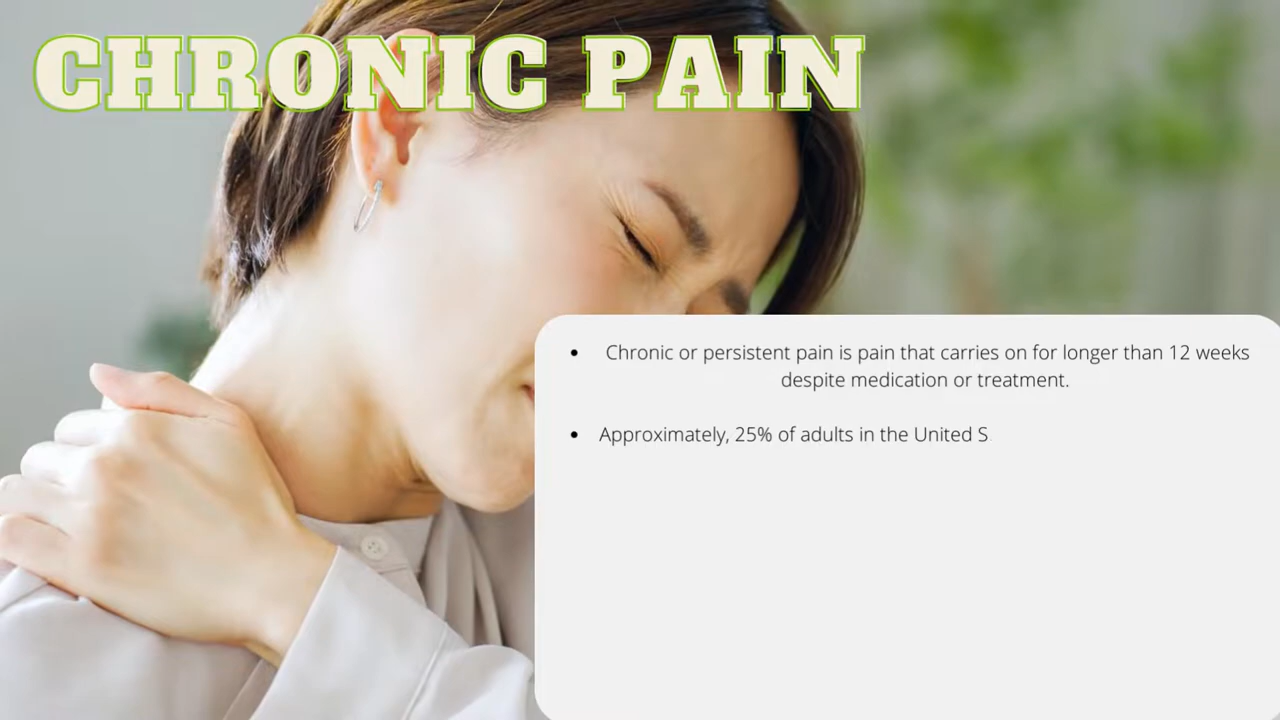 CHRONIC PAIN
• Chronic or persistent pain is pain that carries on for longer than 12 weeks
despite medication or treatment.
• Approximately, 25% of adults in the United S